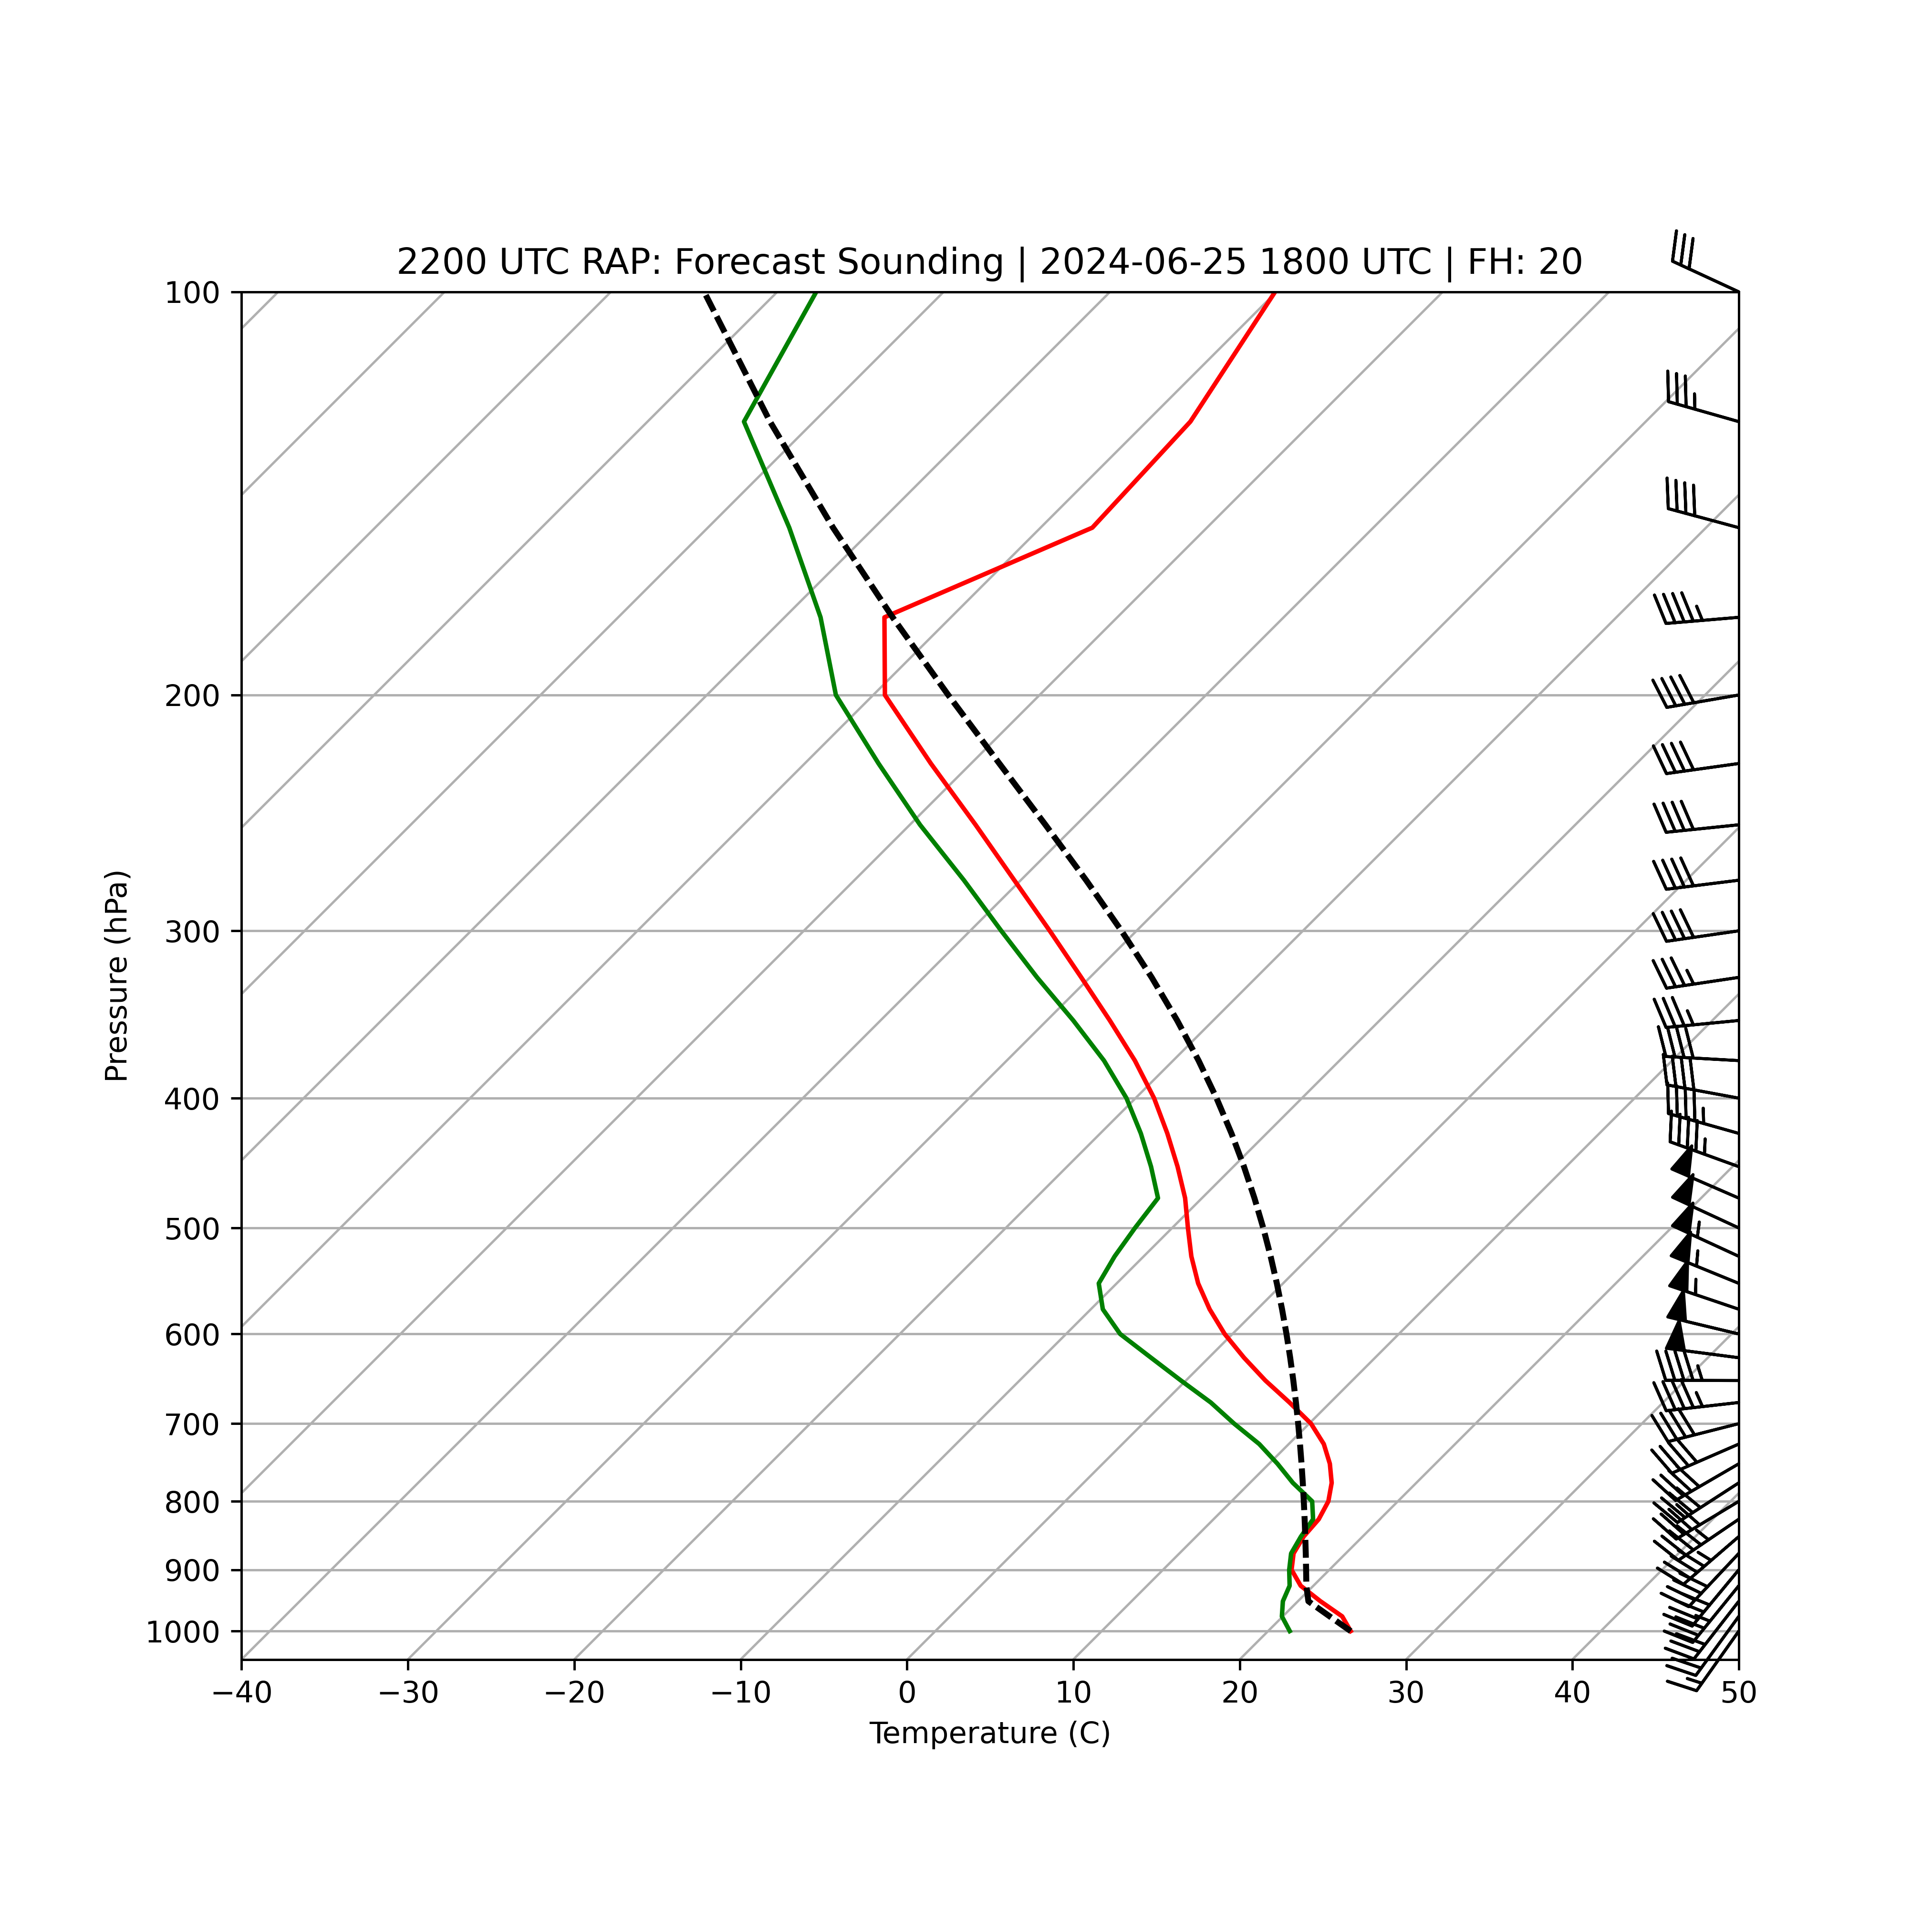 2200 UTC RAP: Forecast Sounding | 2024-06-25 1800 UTC | FH: 20
100
200
300
400
500
600
700
800
900
1000
Pressure (hPa)
−40 −30 −20 −10 0 10 20 30 40 50
Temperature (C)